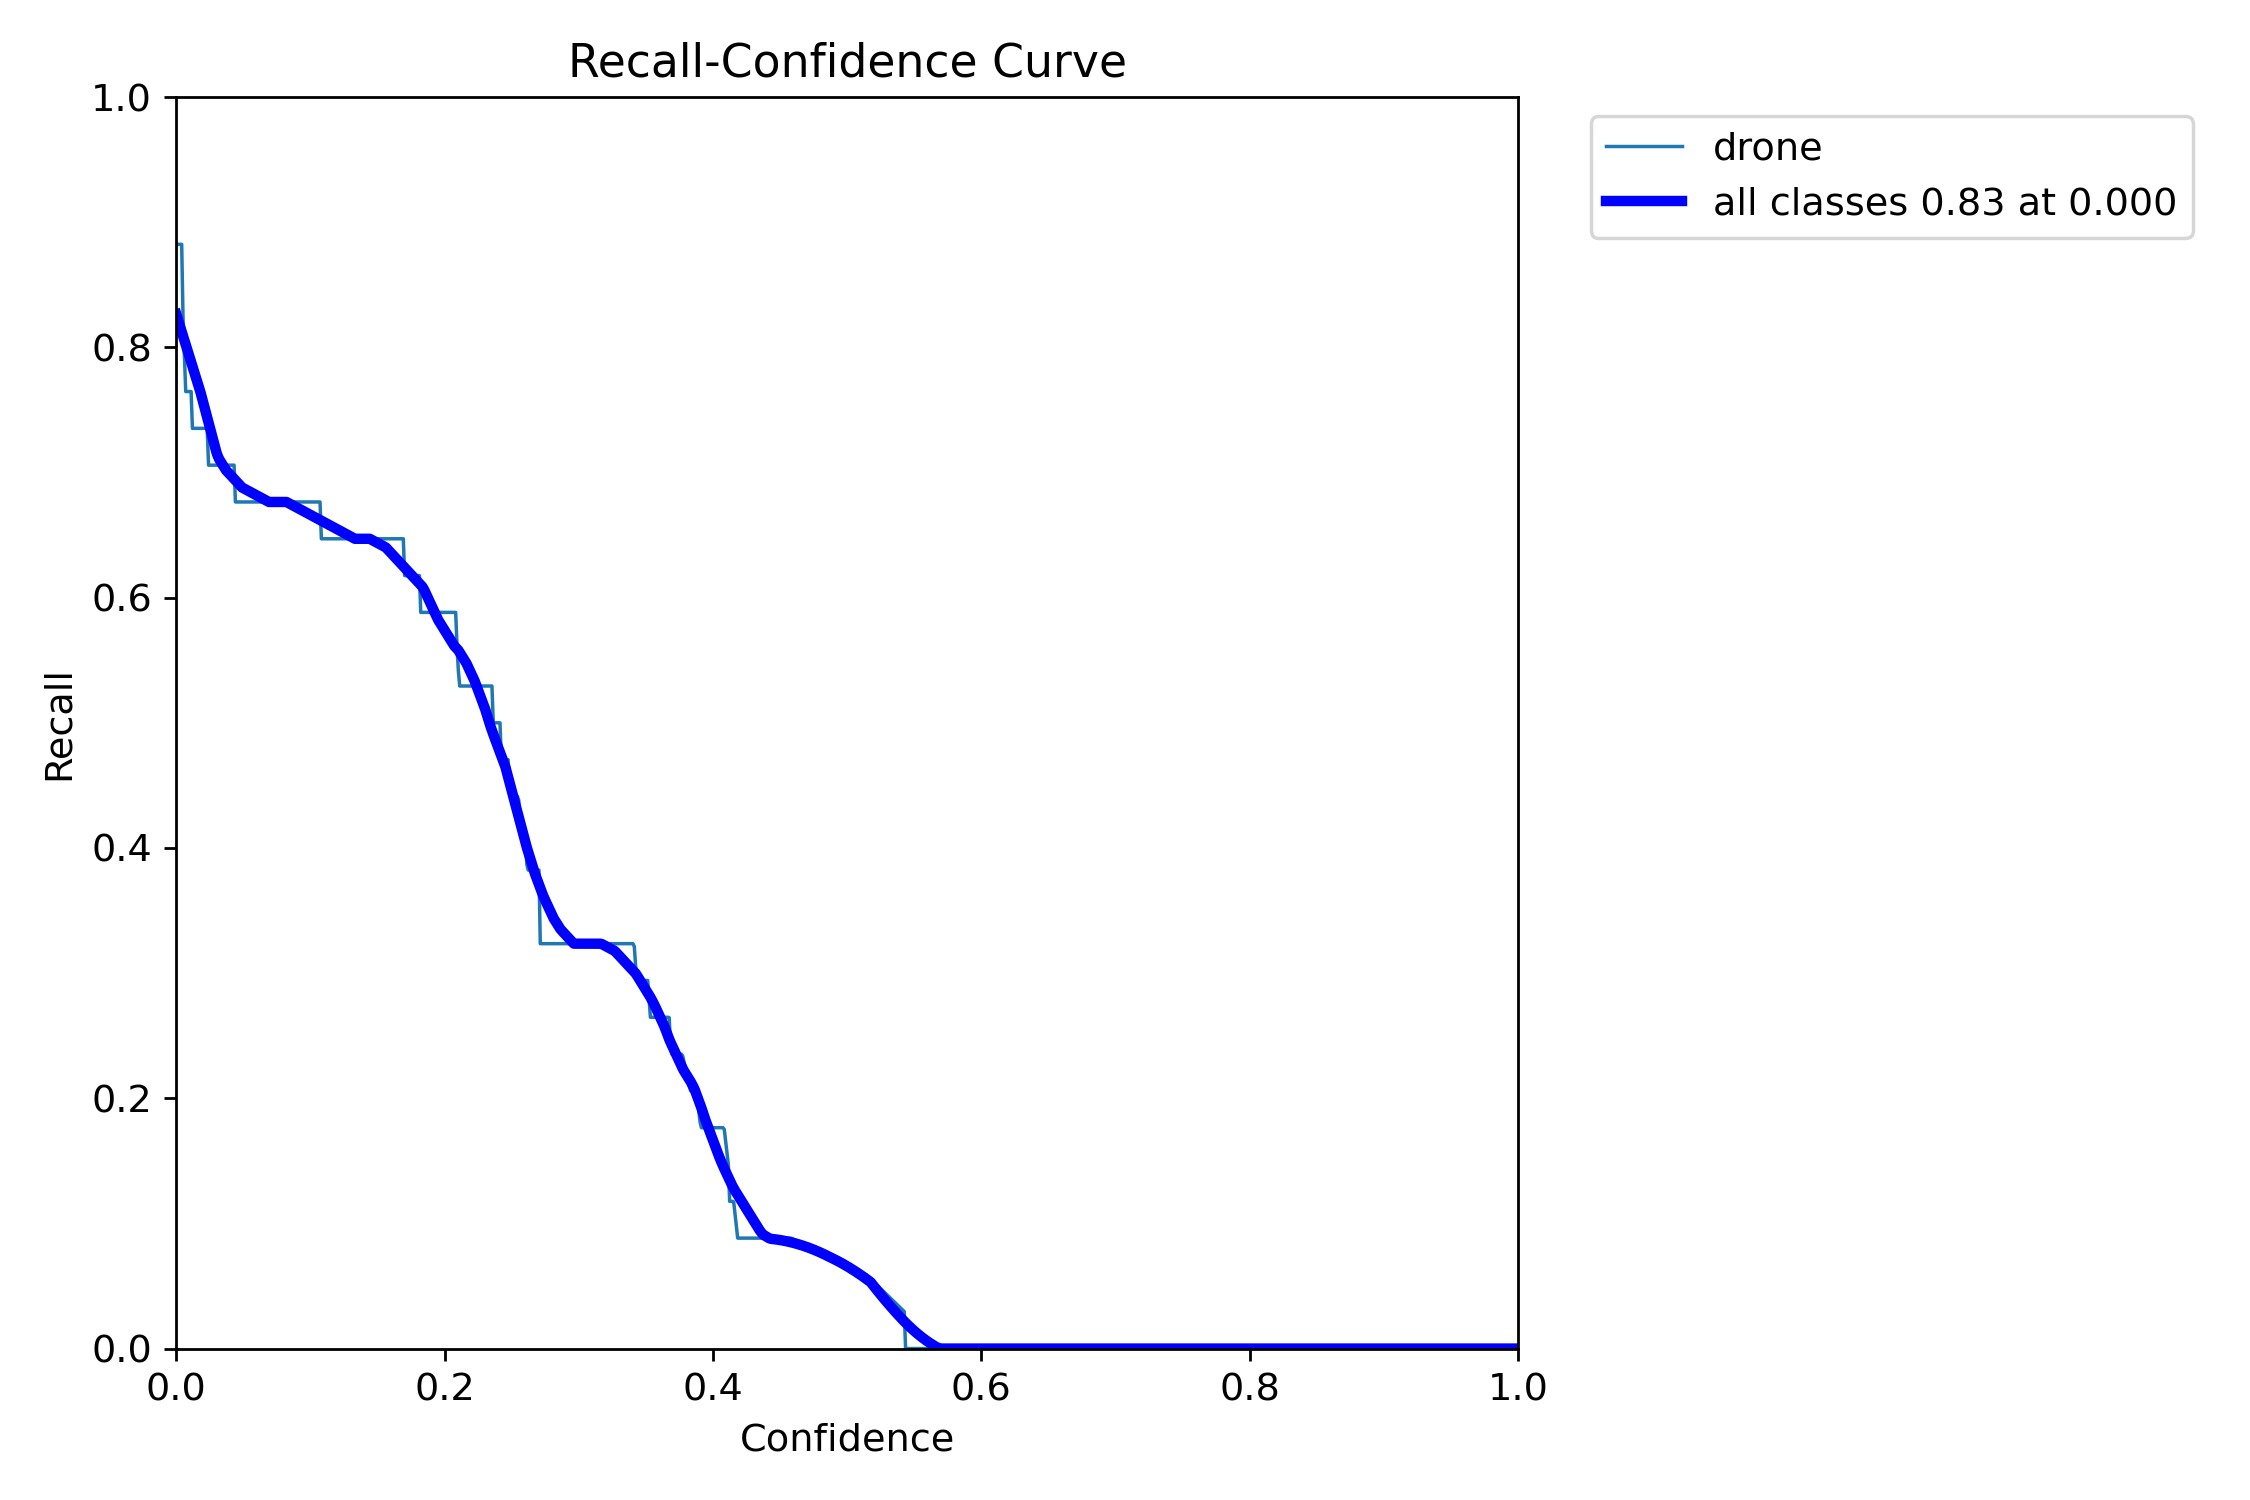 Recall-Confidence Curve
1.0
0.8
0.6
0.4
0.2
0.0
Recall
0.0 0.2 0.4 0.6 0.8 1.0
Confidence
drone
all classes 0.83 at 0.000